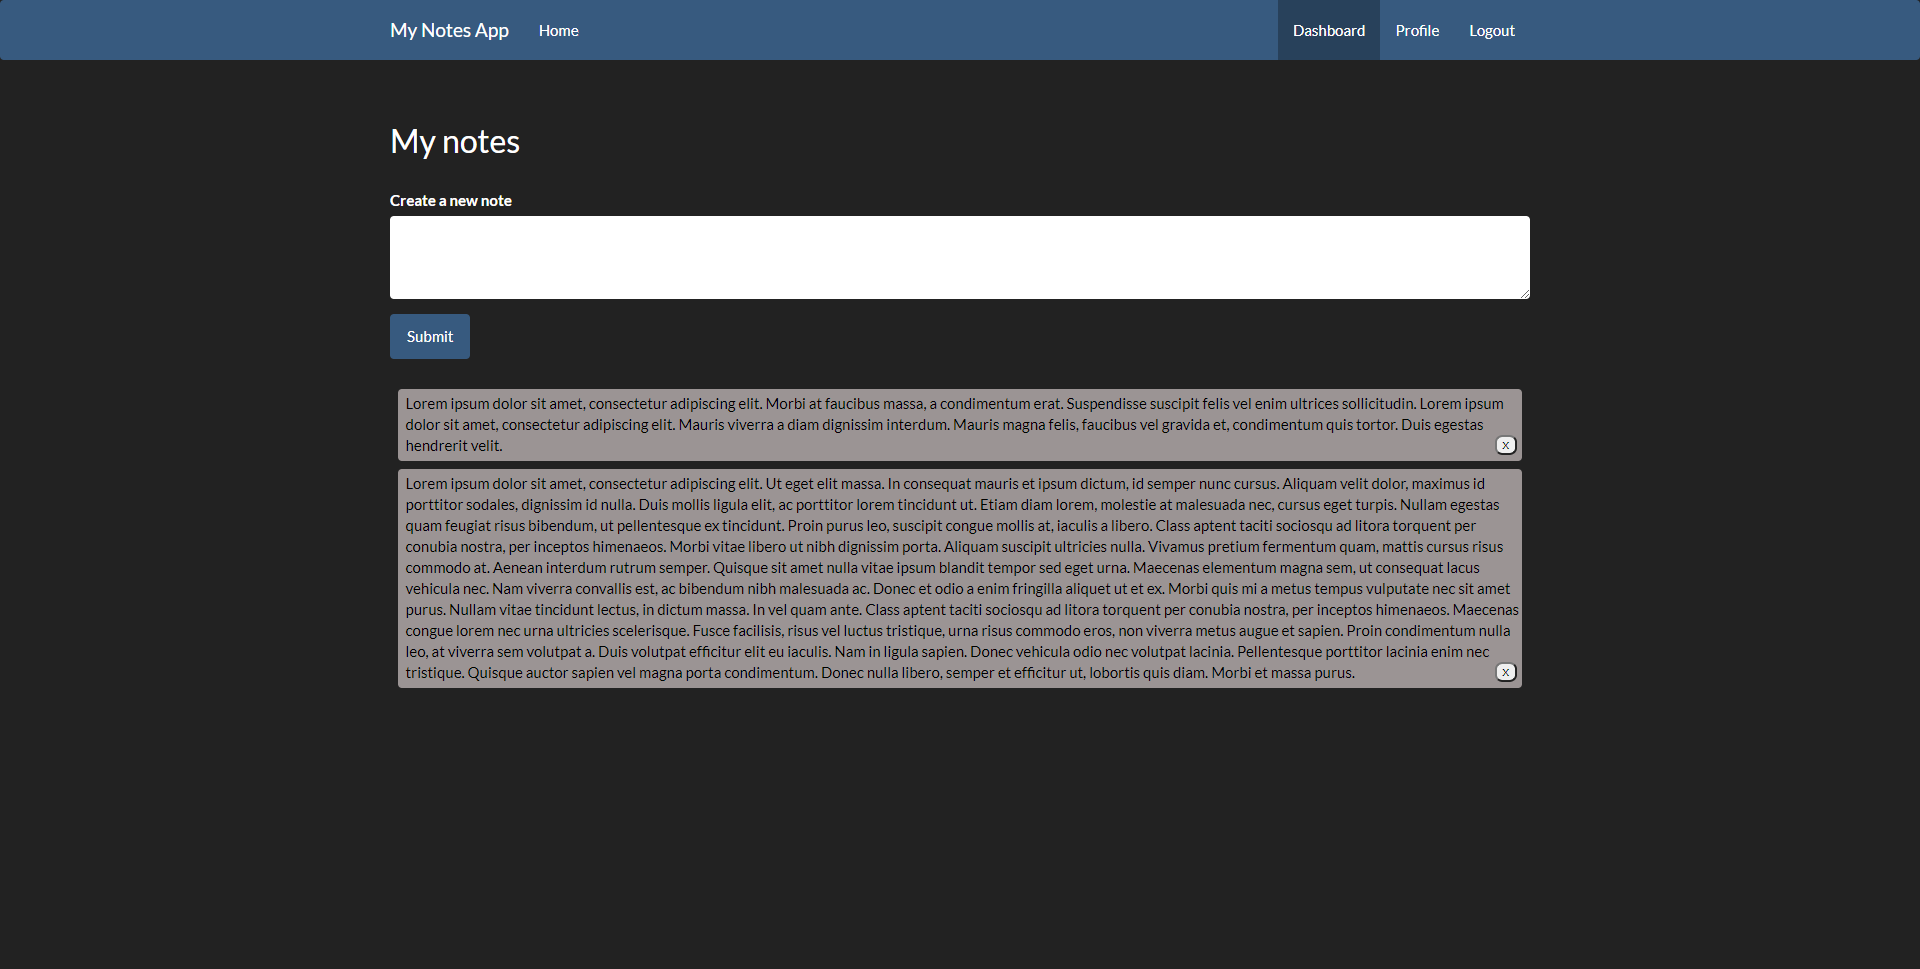 My Notes App Home Dashboard Profile Logout
My notes
Create a new note
Submit
Lorem ipsum dolor sit amet, consectetur adipiscing elit. Morbi at faucibus massa, a condimentum erat. Suspendisse suscipit felis vel enim ultrices sollicitudin. Lorem ipsum
dolor sit amet, consectetur adipiscing elit. Mauris viverra a diam dignissim interdum. Mauris magna felis, faucibus vel gravida et, condimentum quis tortor. Duis egestas
hendrerit velit.
x
Lorem ipsum dolor sit amet, consectetur adipiscing elit. Ut eget elit massa. In consequat mauris et ipsum dictum, id semper nunc cursus. Aliquam velit dolor, maximus id
porttitor sodales, dignissim id nulla. Duis mollis ligula elit, ac porttitor lorem tincidunt ut. Etiam diam lorem, molestie at malesuada nec, cursus eget turpis. Nullam egestas
quam feugiat risus bibendum, ut pellentesque ex tincidunt. Proin purus leo, suscipit congue mollis at, iaculis a libero. Class aptent taciti sociosqu ad litora torquent per
conubia nostra, per inceptos himenaeos. Morbi vitae libero ut nibh dignissim porta. Aliquam suscipit ultricies nulla. Vivamus pretium fermentum quam, mattis cursus risus
commodo at. Aenean interdum rutrum semper. Quisque sit amet nulla vitae ipsum blandit tempor sed eget urna. Maecenas elementum magna sem, ut consequat lacus
vehicula nec. Nam viverra convallis est, ac bibendum nibh malesuada ac. Donec et odio a enim fringilla aliquet ut et ex. Morbi quis mi a metus tempus vulputate nec sit amet
purus. Nullam vitae tincidunt lectus, in dictum massa. In vel quam ante. Class aptent taciti sociosqu ad litora torquent per conubia nostra, per inceptos himenaeos. Maecenas
congue lorem nec urna ultricies scelerisque. Fusce facilisis, risus vel luctus tristique, urna risus commodo eros, non viverra metus augue et sapien. Proin condimentum nulla
leo, at viverra sem volutpat a. Duis volutpat efficitur elit eu iaculis. Nam in ligula sapien. Donec vehicula odio nec volutpat lacinia. Pellentesque porttitor lacinia enim nec
tristique. Quisque auctor sapien vel magna porta condimentum. Donec nulla libero, semper et efficitur ut, lobortis quis diam. Morbi et massa purus.
x